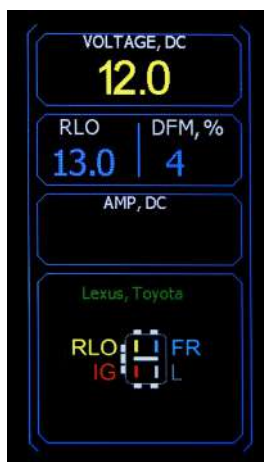 VOLTAGE, DC
12.0
RLO DFM, %
13.0 4
AMP, DC
Lexus, Toyota
RLO FR
IG L